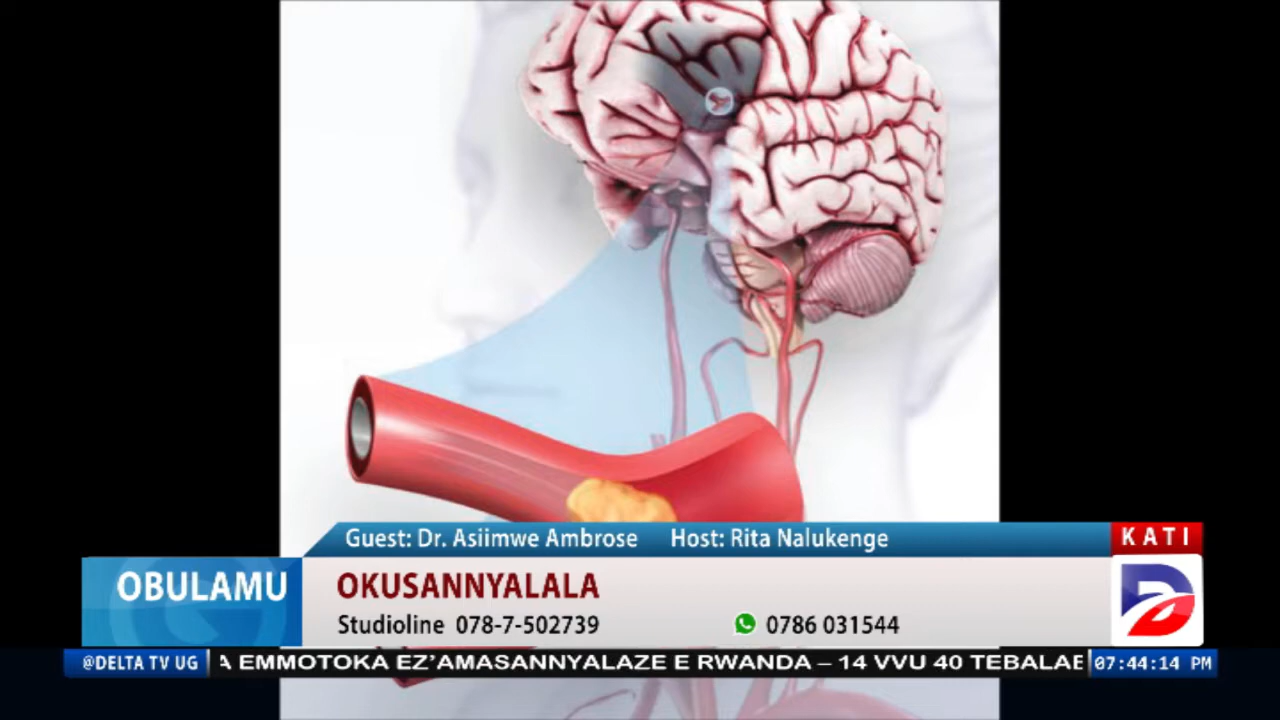 Guest: Dr. Asiimwe Ambrose Host: Rita Nalukenge
KATI
OBULAMU
OKUSANNYALALA
Studioline 078-7-502739 0786 031544
@DELTA TV UG A EMMOTOKA EZ’AMASANNYALAZE E RWANDA – 14 VVU 40 TEBALAB 07:44:14 PM